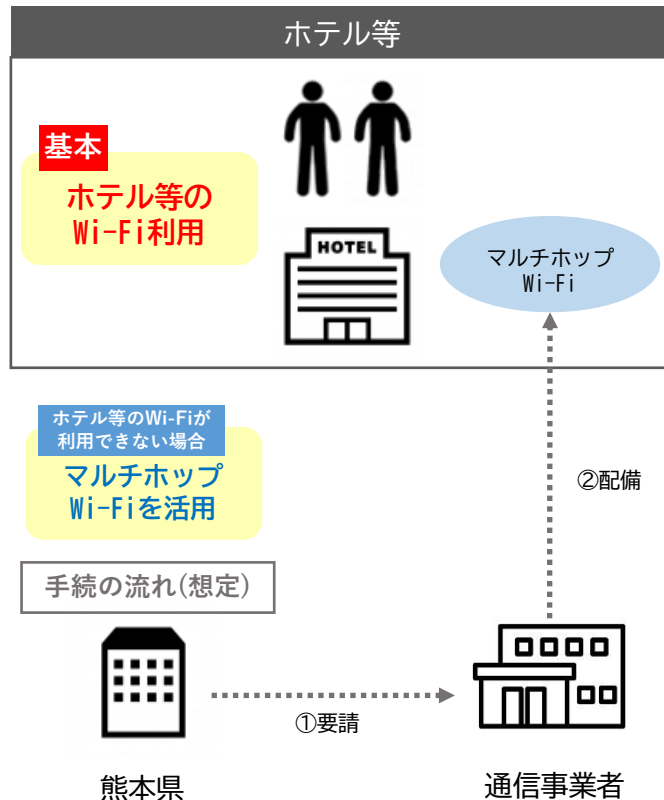 ホテル等
基本
ホテル等の
Wi-Fi利用
HOTEL
マルチホップ
Wi-Fi
ホテル等のWi-Fiが
利用できない場合
マルチホップ
Wi-Fiを活用
②配備
手続の流れ(想定)
①要請
熊本県
通信事業者